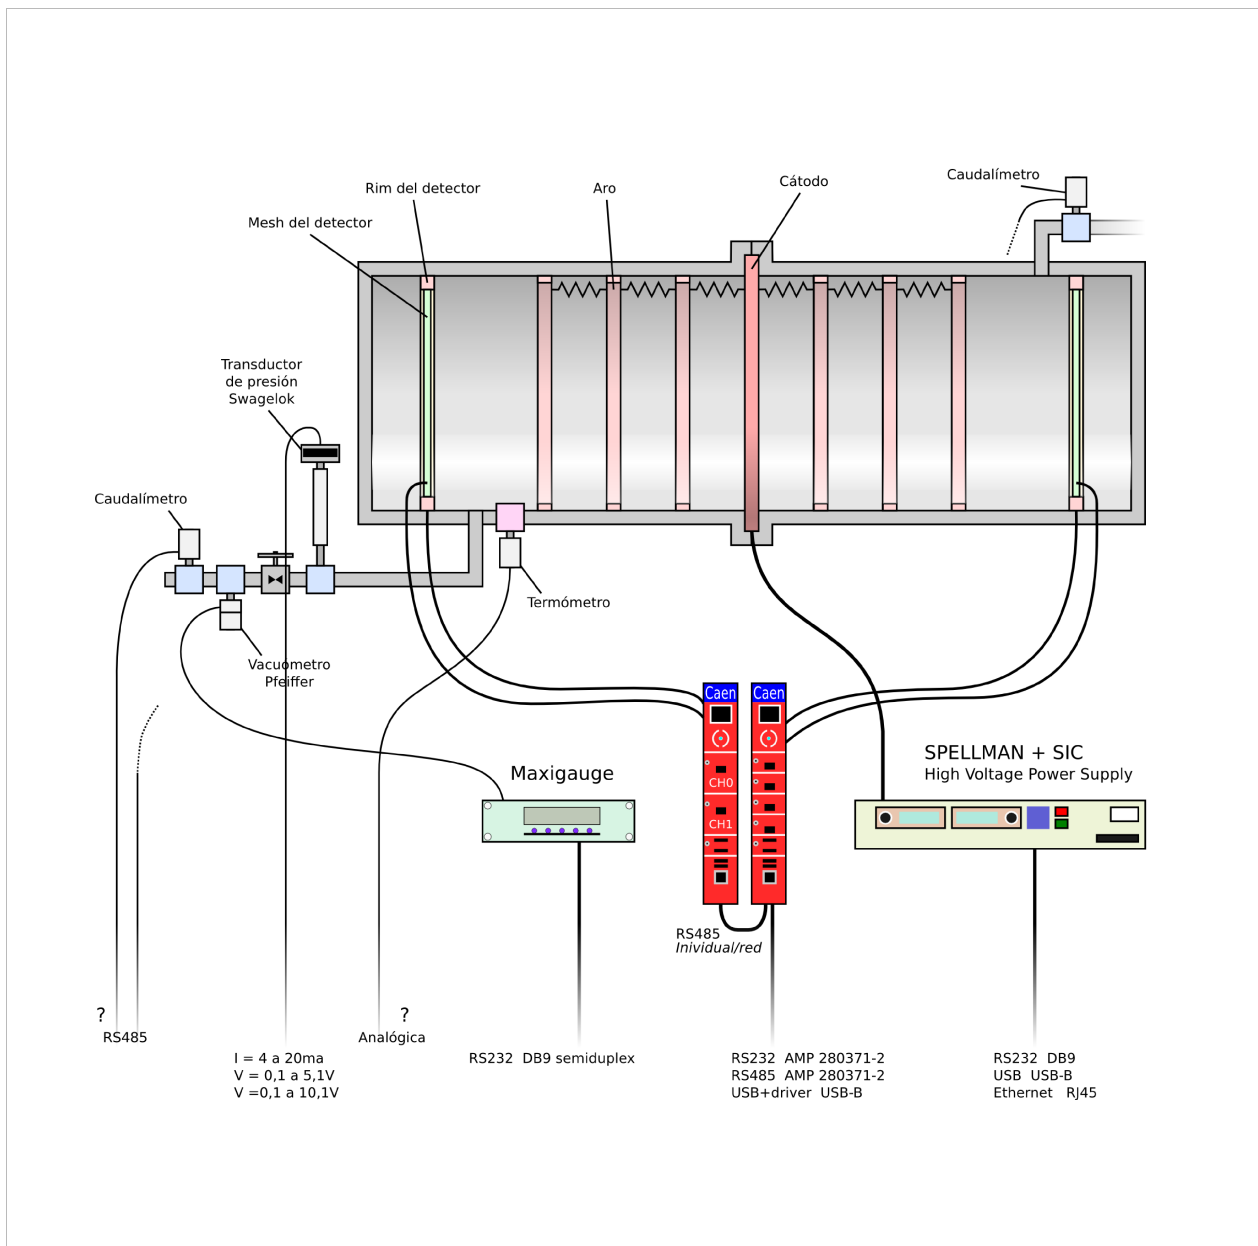 Caudalímetro
Cátodo
Rim del detector
Aro
Mesh del detector
Transductor
de presión
Swagelok
Caudalímetro
Termómetro
Vacuómetro
Pfeiffer
Caen
Caen
SPELLMAN + SIC
High Voltage Power Supply
Maxigauge
CH0
CH1
RS485
Inividual/red
?
RS485
?
Analógica
I = 4 a 20ma
V = 0,1 a 5,1V
V =0,1 a 10,1V
RS232 DB9 semiduplex
RS232 AMP 280371-2
RS485 AMP 280371-2
USB+driver USB-B
RS232 DB9
USB USB-B
Ethernet RJ45